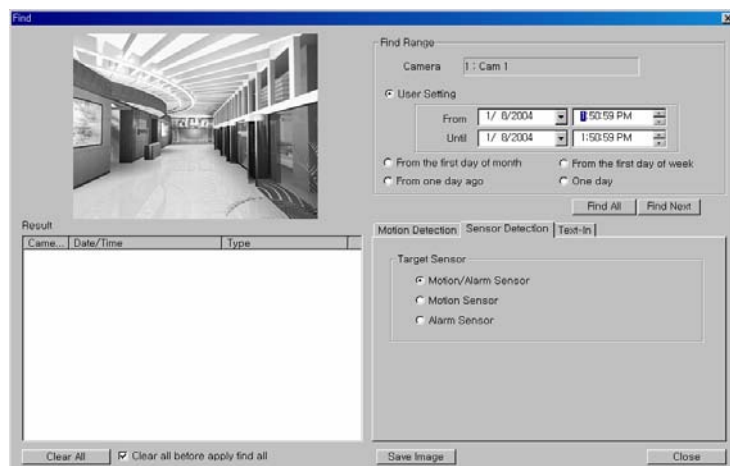 Find
Find Range
Camera
1 : Cam 1
User Setting
From 1/ 8/2004 1:50:59 PM
Until 1/ 8/2004 1:50:59 PM
From the first day of month
From the first day of week
From one day ago
One day
Find All
Find Next
Result
Came...
Date/Time
Type
Motion Detection
Sensor Detection
Text-In
Target Sensor
Motion/Alarm Sensor
Motion Sensor
Alarm Sensor
Clear All
Clear all before apply find all
Save Image
Close